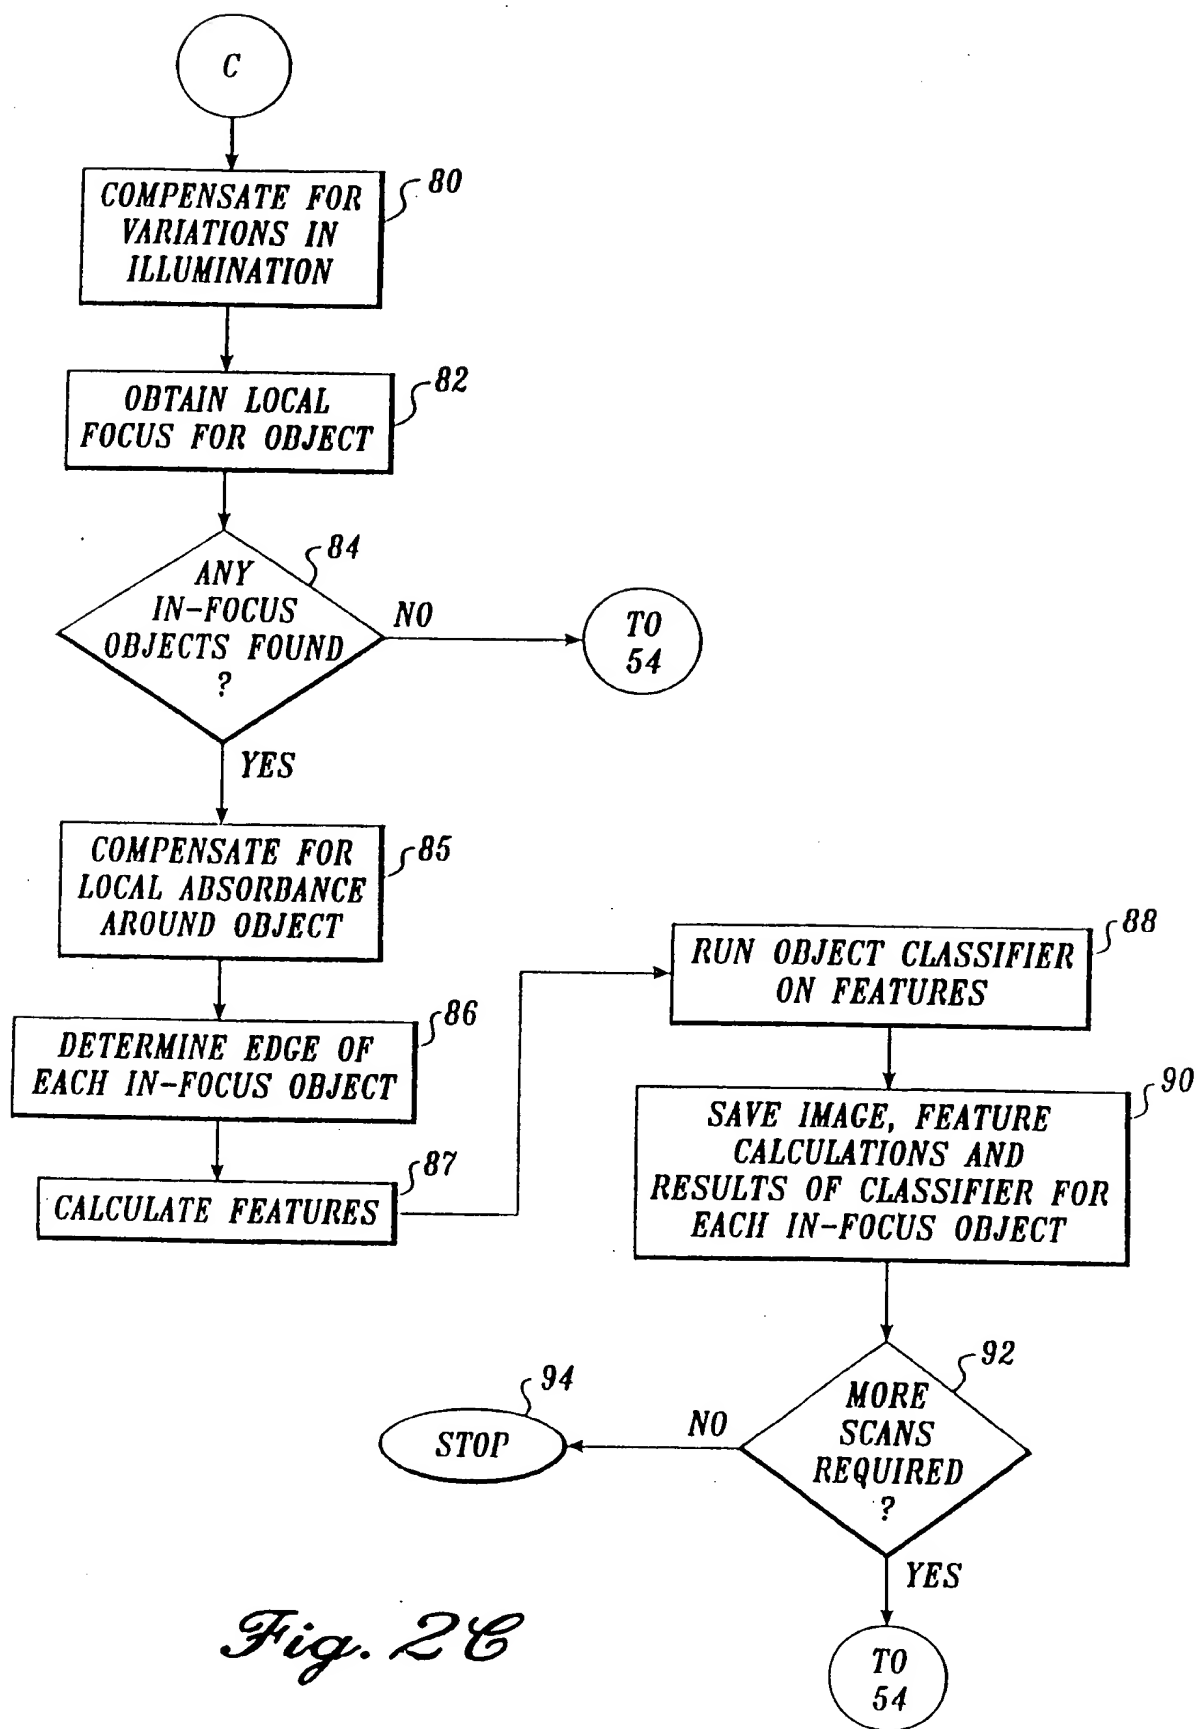 C
COMPENSATE FOR
VARIATIONS IN
ILLUMINATION
80
OBTAIN LOCAL
FOCUS FOR OBJECT
82
ANY
IN-FOCUS
OBJECTS FOUND
?
84
NO
TO
54
YES
COMPENSATE FOR
LOCAL ABSORBANCE
AROUND OBJECT
85
DETERMINE EDGE OF
EACH IN-FOCUS OBJECT
86
CALCULATE FEATURES
87
RUN OBJECT CLASSIFIER
ON FEATURES
88
SAVE IMAGE, FEATURE
CALCULATIONS AND
RESULTS OF CLASSIFIER FOR
EACH IN-FOCUS OBJECT
90
MORE
SCANS
REQUIRED
?
92
NO
STOP
94
YES
TO
54
Fig. 2C